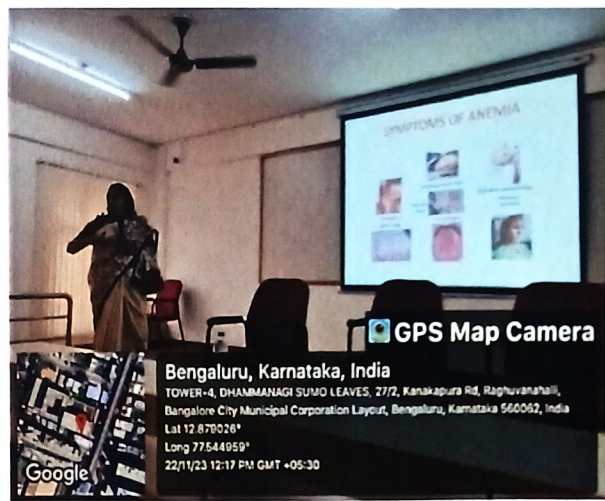 SYMPTOMS OF ANEMIA
GPS Map Camera
Bengaluru, Karnataka, India
TOWER-4, DHAMMANAGI SUMO LEAVES, 27/2, Kanakapura Rd, Raghuvanahalli,
Bangalore City Municipal Corporation Layout, Bengaluru, Karnataka 560062, India
Lat 12.879026°
Long 77.544959°
22/11/23 12:17 PM GMT +05:30
Google